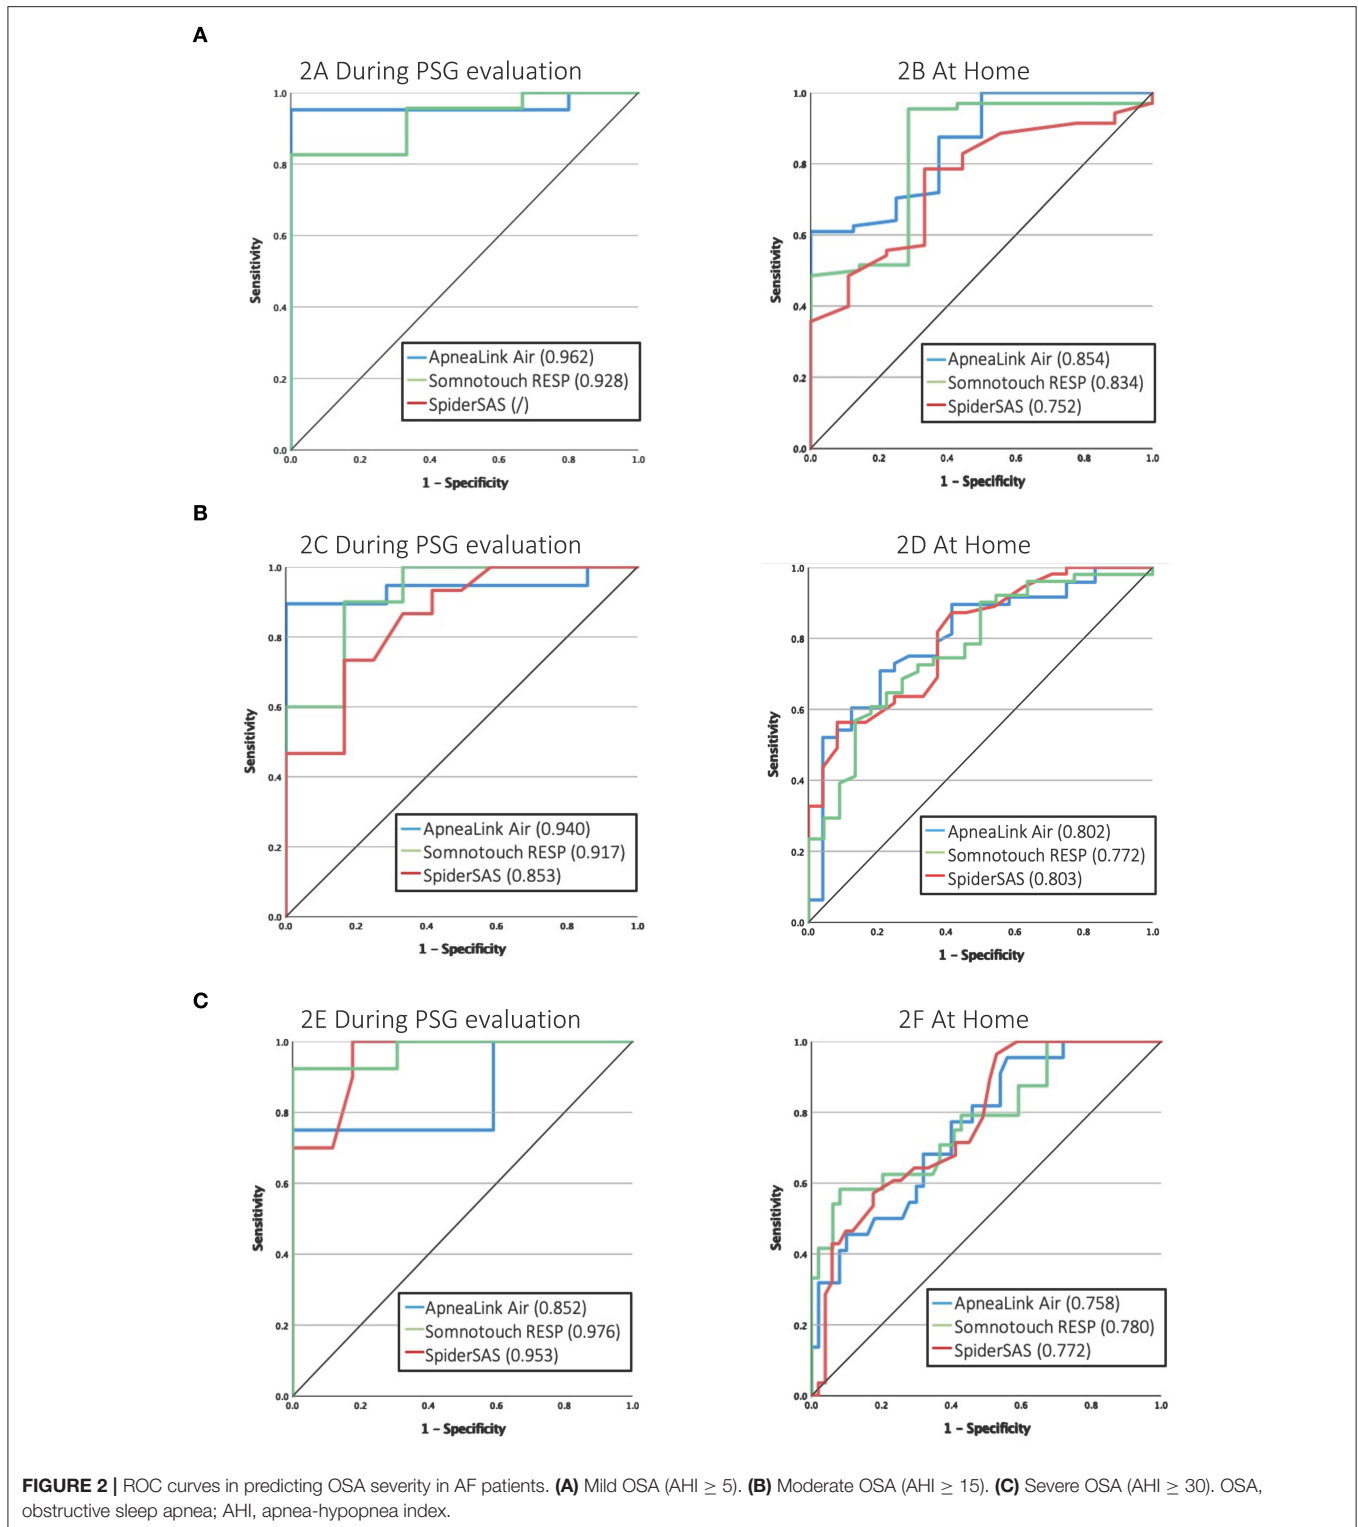 A
2A During PSG evaluation
1.0
0.8
0.6
0.4
0.2
0.0
0.0 0.2 0.4 0.6 0.8 1.0
Sensitivity
1 – Specificity
ApneaLink Air (0.962)
Somnotouch RESP (0.928)
SpiderSAS (/)
2B At Home
1.0
0.8
0.6
0.4
0.2
0.0
0.0 0.2 0.4 0.6 0.8 1.0
Sensitivity
1 – Specificity
ApneaLink Air (0.854)
Somnotouch RESP (0.834)
SpiderSAS (0.752)
B
2C During PSG evaluation
1.0
0.8
0.6
0.4
0.2
0.0
0.0 0.2 0.4 0.6 0.8 1.0
Sensitivity
1 – Specificity
ApneaLink Air (0.940)
Somnotouch RESP (0.917)
SpiderSAS (0.853)
2D At Home
1.0
0.8
0.6
0.4
0.2
0.0
0.0 0.2 0.4 0.6 0.8 1.0
Sensitivity
1 – Specificity
ApneaLink Air (0.802)
Somnotouch RESP (0.772)
SpiderSAS (0.803)
C
2E During PSG evaluation
1.0
0.8
0.6
0.4
0.2
0.0
0.0 0.2 0.4 0.6 0.8 1.0
Sensitivity
1 – Specificity
ApneaLink Air (0.852)
Somnotouch RESP (0.976)
SpiderSAS (0.953)
2F At Home
1.0
0.8
0.6
0.4
0.2
0.0
0.0 0.2 0.4 0.6 0.8 1.0
Sensitivity
1 – Specificity
ApneaLink Air (0.758)
Somnotouch RESP (0.780)
SpiderSAS (0.772)
FIGURE 2 | ROC curves in predicting OSA severity in AF patients. (A) Mild OSA (AHI ≥ 5). (B) Moderate OSA (AHI ≥ 15). (C) Severe OSA (AHI ≥ 30). OSA,
obstructive sleep apnea; AHI, apnea-hypopnea index.